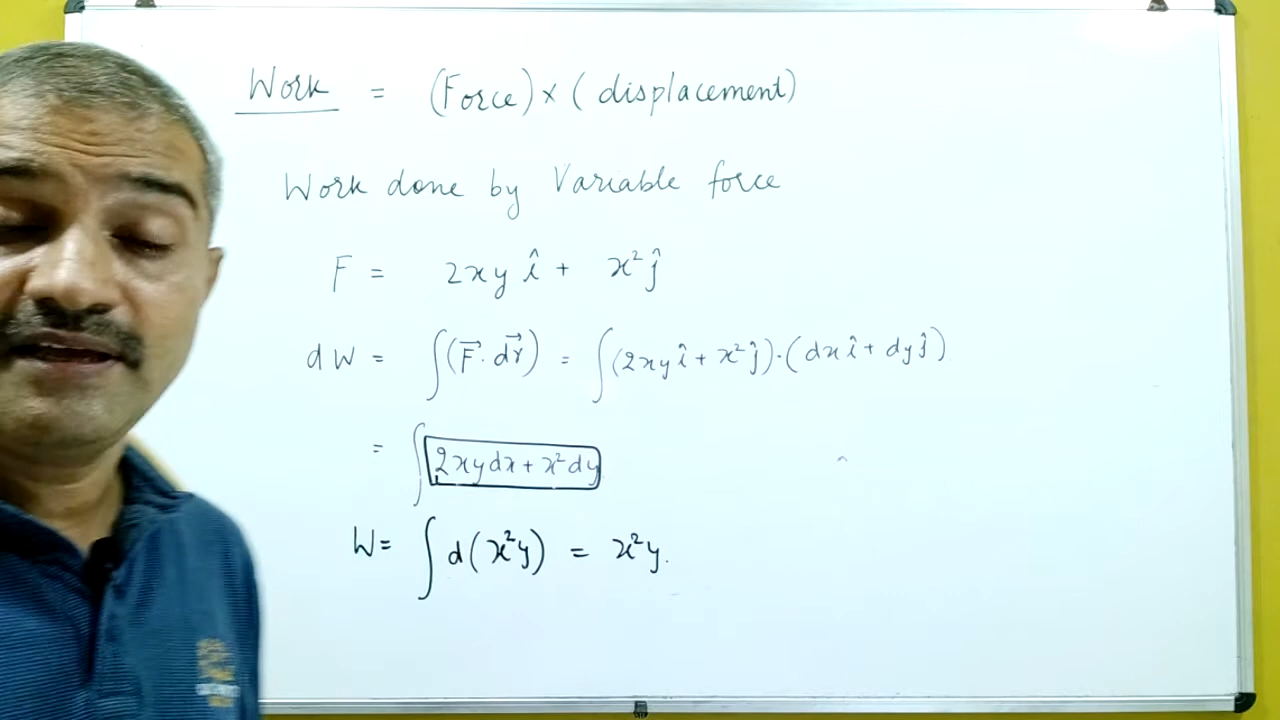 Work = (Force) × (displacement)
Work done by Variable force
F = 2xy î + x² ĵ
dW = ∫(F⃗ · dr⃗) = ∫(2xy î + x² ĵ)·(dx î + dy ĵ)
= ∫ 2xydx + x²dy
W = ∫ d(x²y) = x²y.